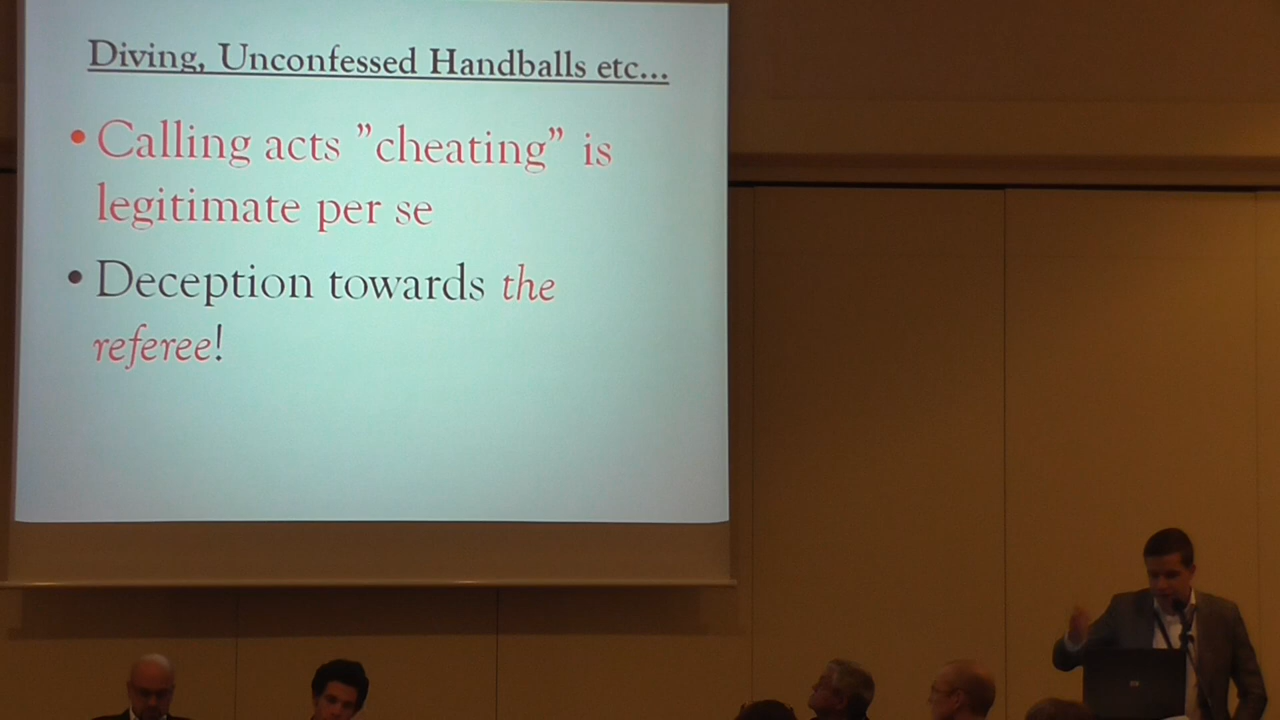 Diving, Unconfessed Handballs etc...
• Calling acts ”cheating” is
legitimate per se
• Deception towards the
referee!